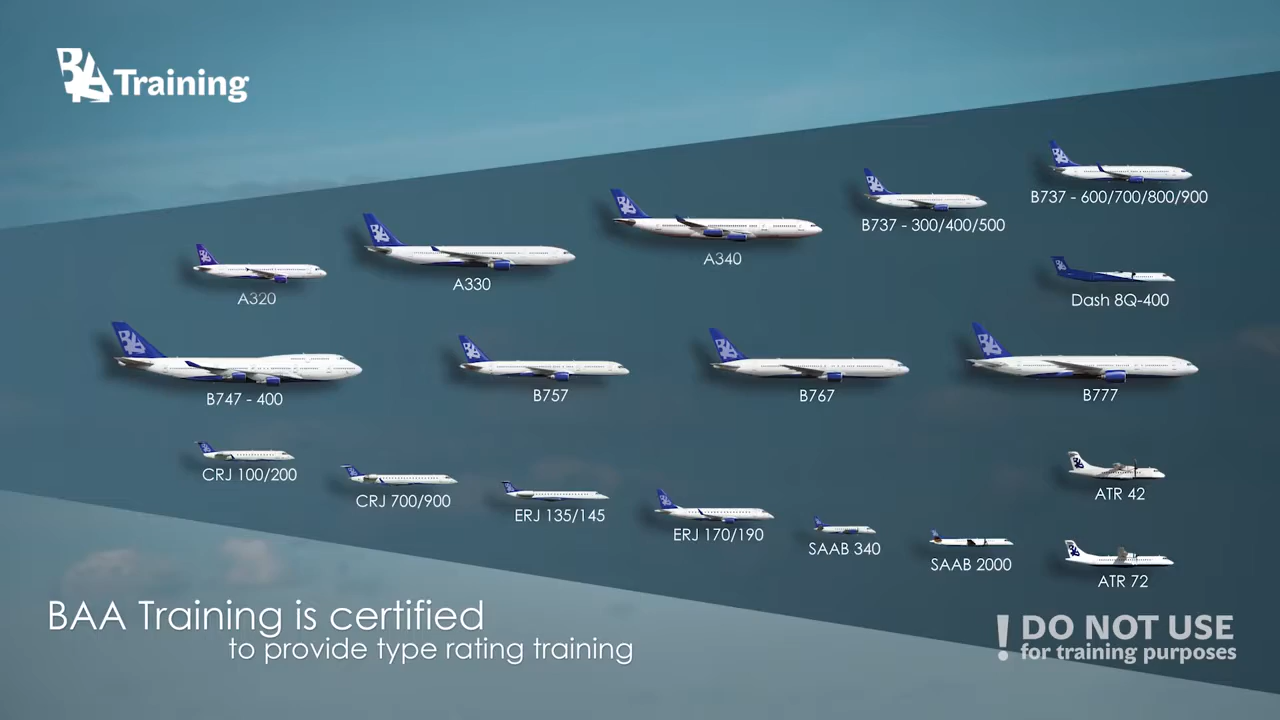 BAA Training
B737 - 600/700/800/900
B737 - 300/400/500
A340
A330
A320
Dash 8Q-400
B747 - 400
B757
B767
B777
CRJ 100/200
CRJ 700/900
ERJ 135/145
ERJ 170/190
SAAB 340
SAAB 2000
ATR 42
ATR 72
BAA Training is certified
to provide type rating training
! DO NOT USE
for training purposes